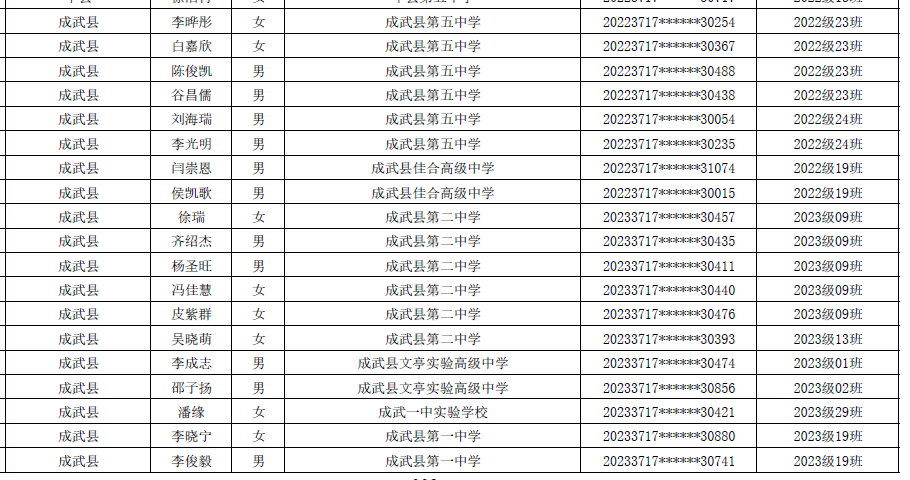 成武县 李晔彤 女 成武县第五中学 20223717******30254 2022级23班
成武县 白嘉欣 女 成武县第五中学 20223717******30367 2022级23班
成武县 陈俊凯 男 成武县第五中学 20223717******30488 2022级23班
成武县 谷昌儒 男 成武县第五中学 20223717******30438 2022级23班
成武县 刘海瑞 男 成武县第五中学 20223717******30054 2022级24班
成武县 李光明 男 成武县第五中学 20223717******30235 2022级24班
成武县 闫崇恩 男 成武县佳合高级中学 20223717******31074 2022级19班
成武县 侯凯歌 男 成武县佳合高级中学 20223717******30015 2022级19班
成武县 徐瑞 女 成武县第二中学 20233717******30457 2023级09班
成武县 齐绍杰 男 成武县第二中学 20233717******30435 2023级09班
成武县 杨圣旺 男 成武县第二中学 20233717******30411 2023级09班
成武县 冯佳慧 女 成武县第二中学 20233717******30440 2023级09班
成武县 皮紫群 女 成武县第二中学 20233717******30476 2023级09班
成武县 吴晓萌 女 成武县第二中学 20233717******30393 2023级13班
成武县 李成志 男 成武县文亭实验高级中学 20233717******30474 2023级01班
成武县 邵子扬 男 成武县文亭实验高级中学 20233717******30856 2023级02班
成武县 潘缘 女 成武一中实验学校 20233717******30421 2023级29班
成武县 李晓宁 女 成武县第一中学 20233717******30880 2023级19班
成武县 李俊毅 男 成武县第一中学 20233717******30741 2023级19班